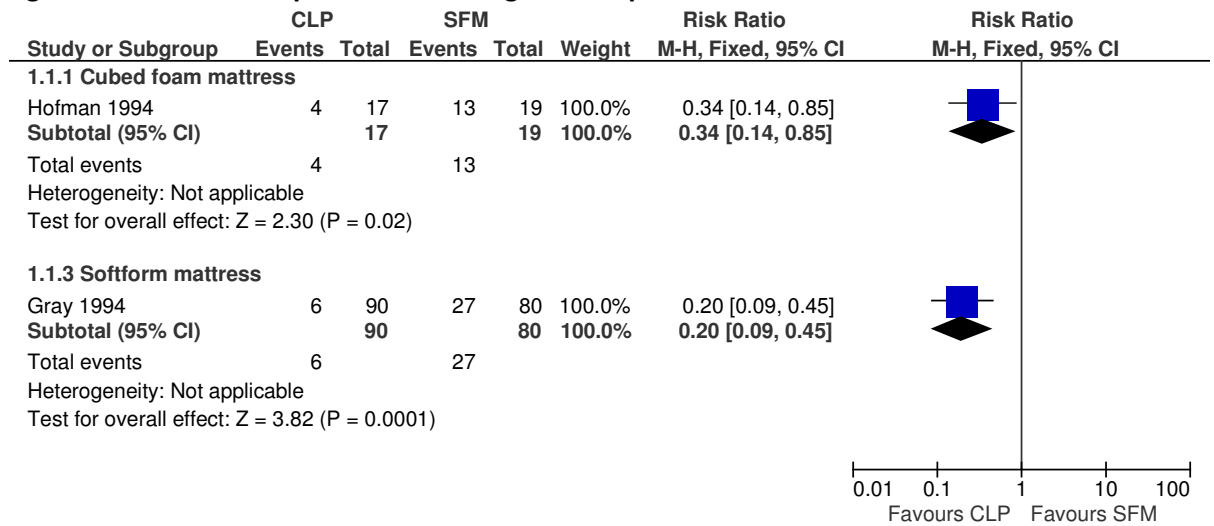 CLP SFM Risk Ratio Risk Ratio
Study or Subgroup Events Total Events Total Weight M-H, Fixed, 95% CI M-H, Fixed, 95% CI
1.1.1 Cubed foam mattress
Hofman 1994 4 17 13 19 100.0% 0.34 [0.14, 0.85]
Subtotal (95% CI) 17 19 100.0% 0.34 [0.14, 0.85]
Total events 4 13
Heterogeneity: Not applicable
Test for overall effect: Z = 2.30 (P = 0.02)
1.1.3 Softform mattress
Gray 1994 6 90 27 80 100.0% 0.20 [0.09, 0.45]
Subtotal (95% CI) 90 80 100.0% 0.20 [0.09, 0.45]
Total events 6 27
Heterogeneity: Not applicable
Test for overall effect: Z = 3.82 (P = 0.0001)
0.01 0.1 1 10 100
Favours CLP Favours SFM